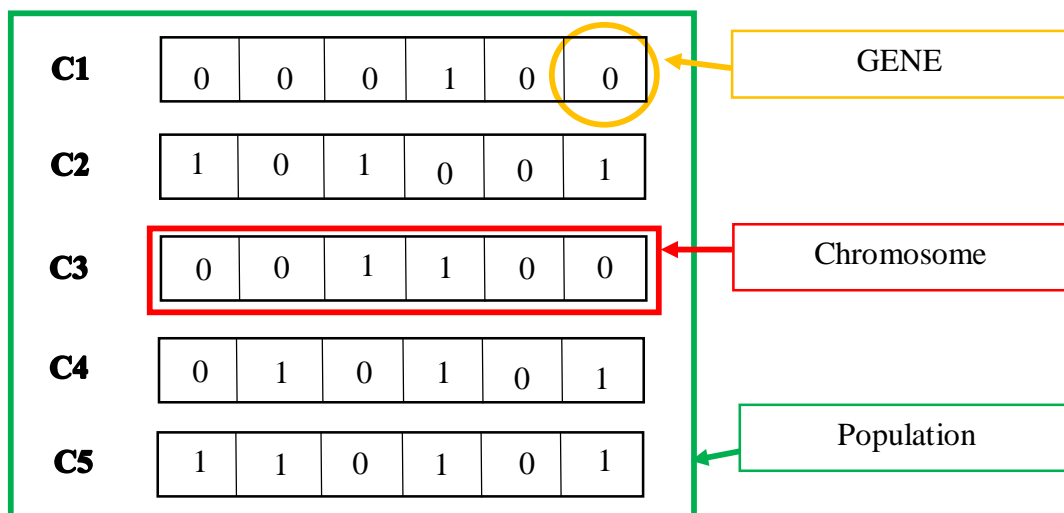 C1 0 0 0 1 0 0 GENE
C2 1 0 1 0 0 1
C3 0 0 1 1 0 0 Chromosome
C4 0 1 0 1 0 1
C5 1 1 0 1 0 1 Population